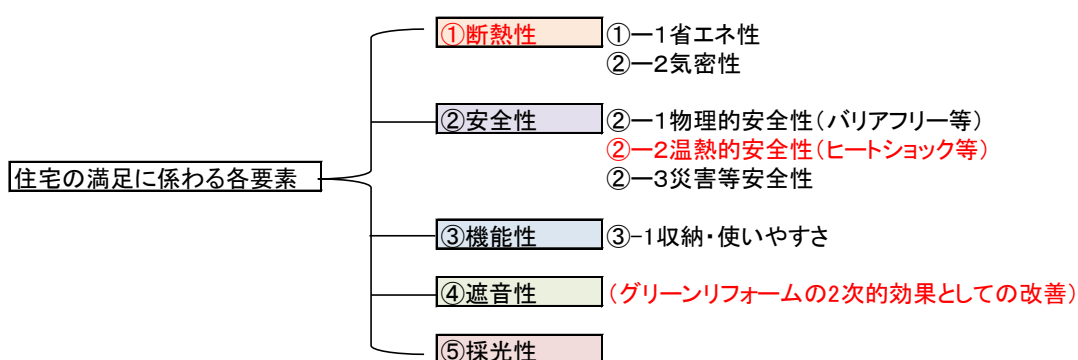 ①断熱性
①ー1省エネ性
②ー2気密性
②安全性
②ー1物理的安全性（バリアフリー等）
②ー2温熱的安全性（ヒートショック等）
②ー3災害等安全性
住宅の満足に係わる各要素
③機能性
③-1収納・使いやすさ
④遮音性
（グリーンリフォームの2次的効果としての改善）
⑤採光性